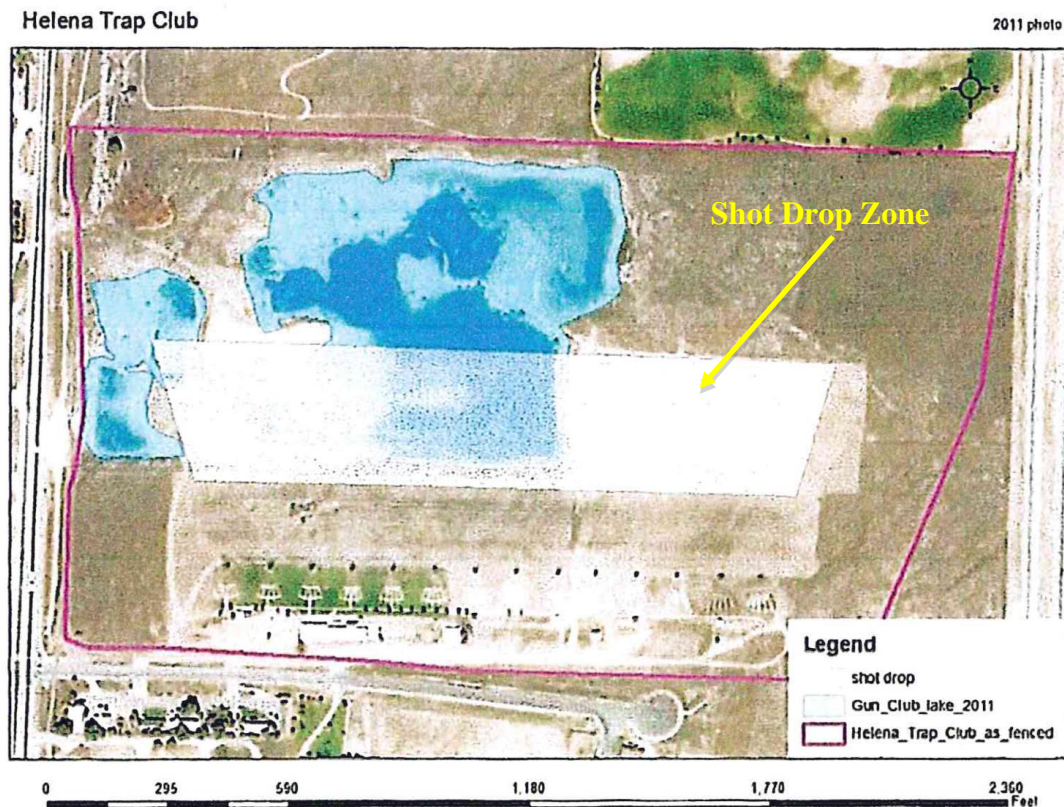 Helena Trap Club
2011 photo
Shot Drop Zone
Legend
shot drop
Gun_Club_lake_2011
Helena_Trap_Club_as_fenced
0 295 590 1,180 1,770 2,360
Feet